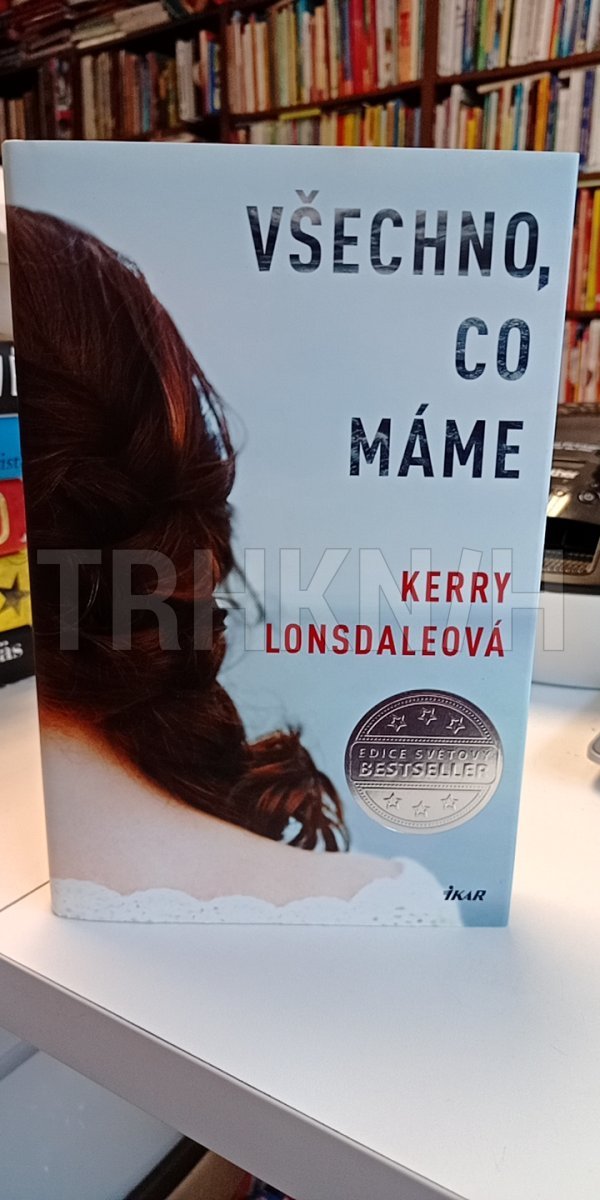 VŠECHNO,
CO
MÁME
KERRY
LONSDALEOVÁ
EDICE SVĚTOVÝ
BESTSELLER
IKAR
TRHKNIH